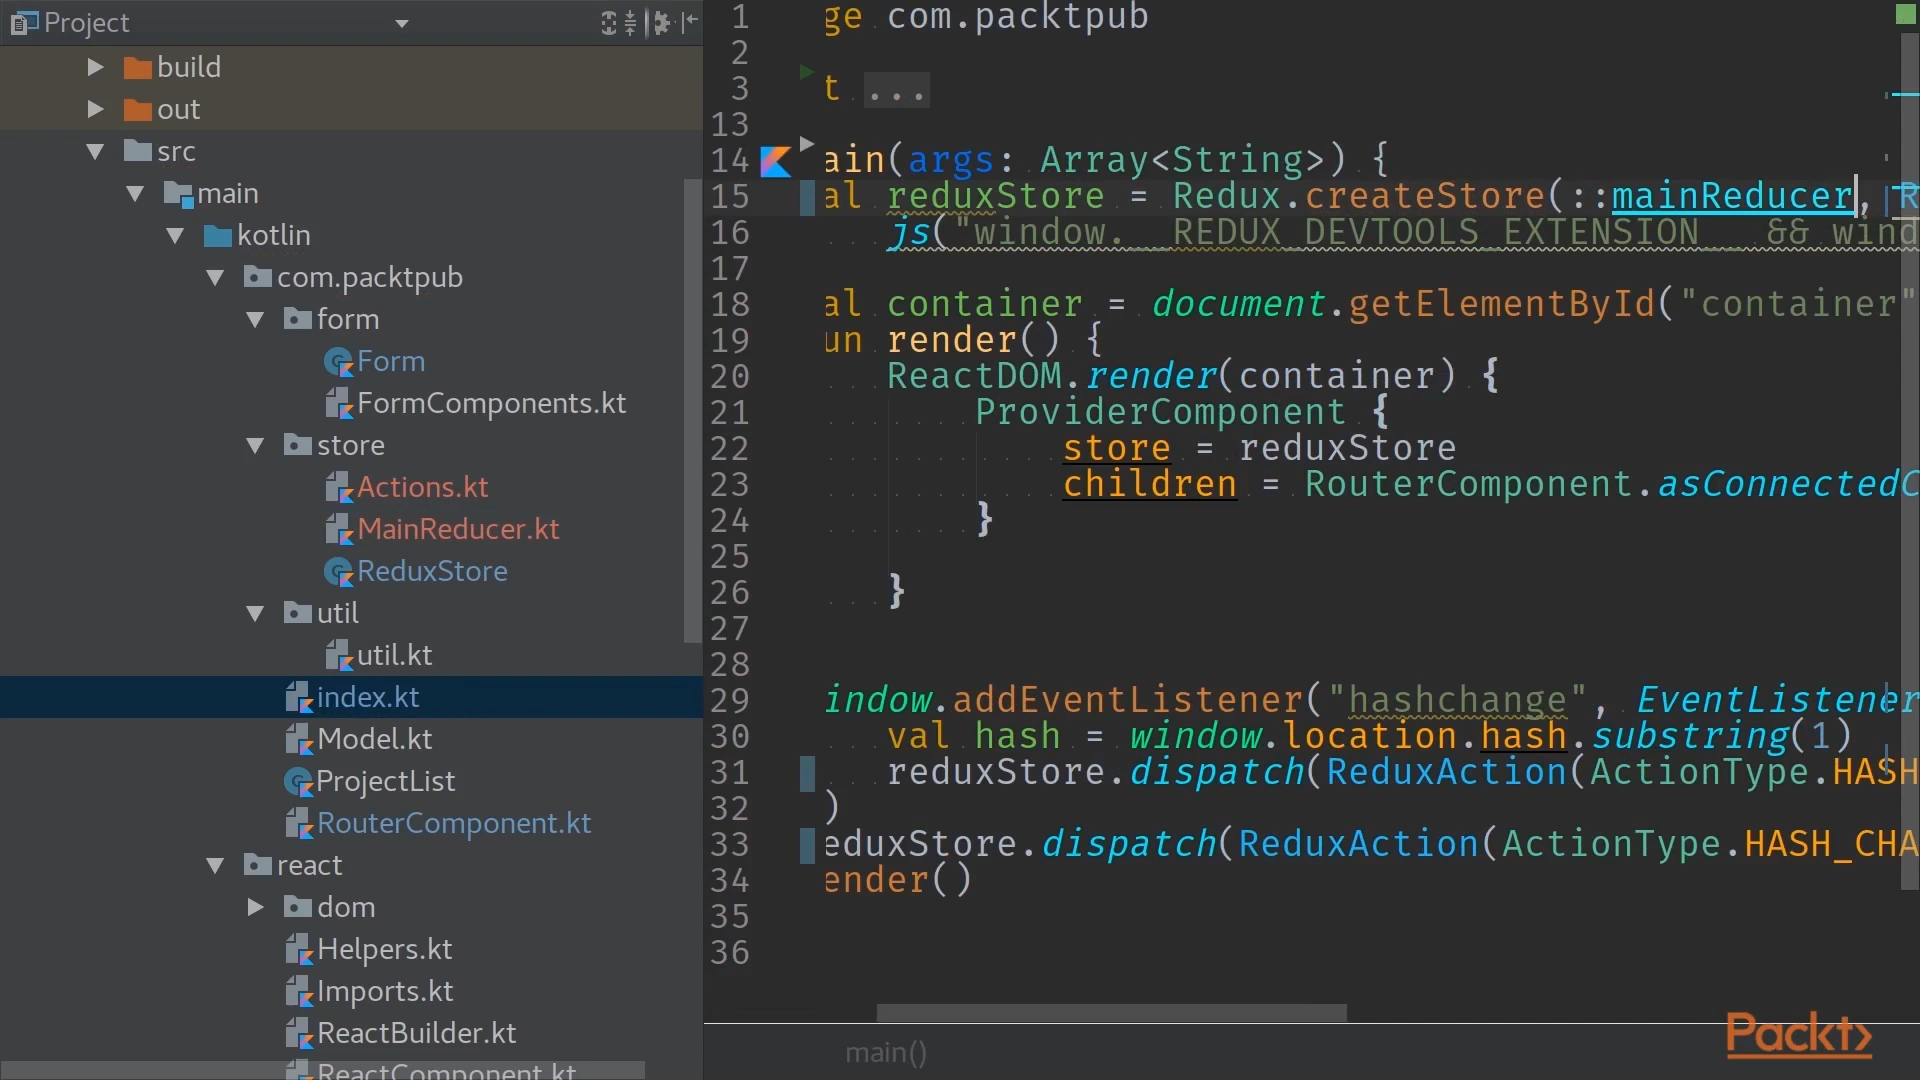 Project
build
out
src
main
kotlin
com.packtpub
form
Form
FormComponents.kt
store
Actions.kt
MainReducer.kt
ReduxStore
util
util.kt
index.kt
Model.kt
ProjectList
RouterComponent.kt
react
dom
Helpers.kt
Imports.kt
ReactBuilder.kt
ReactComponent.kt
1 ge com.packtpub
2
3 t ...
13
14 ain(args: Array<String>) {
15 al reduxStore = Redux.createStore(::mainReducer, R
16 js("window.__REDUX_DEVTOOLS_EXTENSION__ && wind
17
18 al container = document.getElementById("container"
19 un render() {
20 ReactDOM.render(container) {
21 ProviderComponent {
22 store = reduxStore
23 children = RouterComponent.asConnectedC
24 }
25
26 }
27
28
29 indow.addEventListener("hashchange", EventListener
30 val hash = window.location.hash.substring(1)
31 reduxStore.dispatch(ReduxAction(ActionType.HASH
32 )
33 eduxStore.dispatch(ReduxAction(ActionType.HASH_CHA
34 ender()
35
36
main()
Packt>